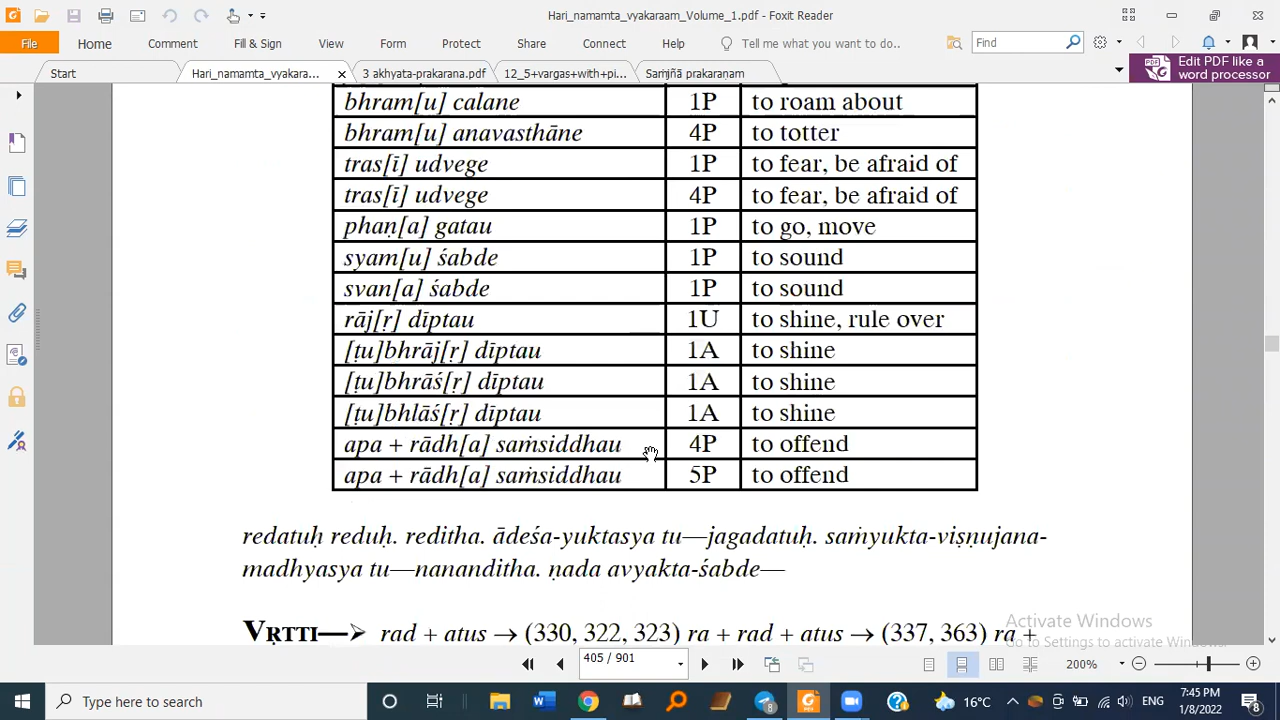 Hari_namamta_vyakaraam_Volume_1.pdf - Foxit Reader
File Home Comment Fill & Sign View Form Protect Share Connect Help Tell me what you want to do.. Find
Start Hari_namamta_vyakara... 3 akhyata-prakarana.pdf 12_5+vargas+with+pi... Saṁjñā prakaraṇam Edit PDF like a
word processor
bhram[u] calane 1P to roam about
bhram[u] anavasthāne 4P to totter
tras[ī] udvege 1P to fear, be afraid of
tras[ī] udvege 4P to fear, be afraid of
phaṇ[a] gatau 1P to go, move
syam[u] śabde 1P to sound
svan[a] śabde 1P to sound
rāj[ṛ] dīptau 1U to shine, rule over
[ṭu]bhrāj[ṛ] dīptau 1A to shine
[ṭu]bhrāś[ṛ] dīptau 1A to shine
[ṭu]bhlāś[ṛ] dīptau 1A to shine
apa + rādh[a] saṁsiddhau 4P to offend
apa + rādh[a] saṁsiddhau 5P to offend
redatuḥ reduḥ. reditha. ādeśa-yuktasya tu—jagadatuḥ. saṁyukta-viṣṇujana-
madhyasya tu—nananditha. ṇada avyakta-śabde—
VṚTTI—➢ rad + atus → (330, 322, 323) ra + rad + atus → (337, 363) ra +
Activate Windows
Go to Settings to activate Windows.
405 / 901 200%
Type here to search 16°C ENG 7:45 PM
1/8/2022